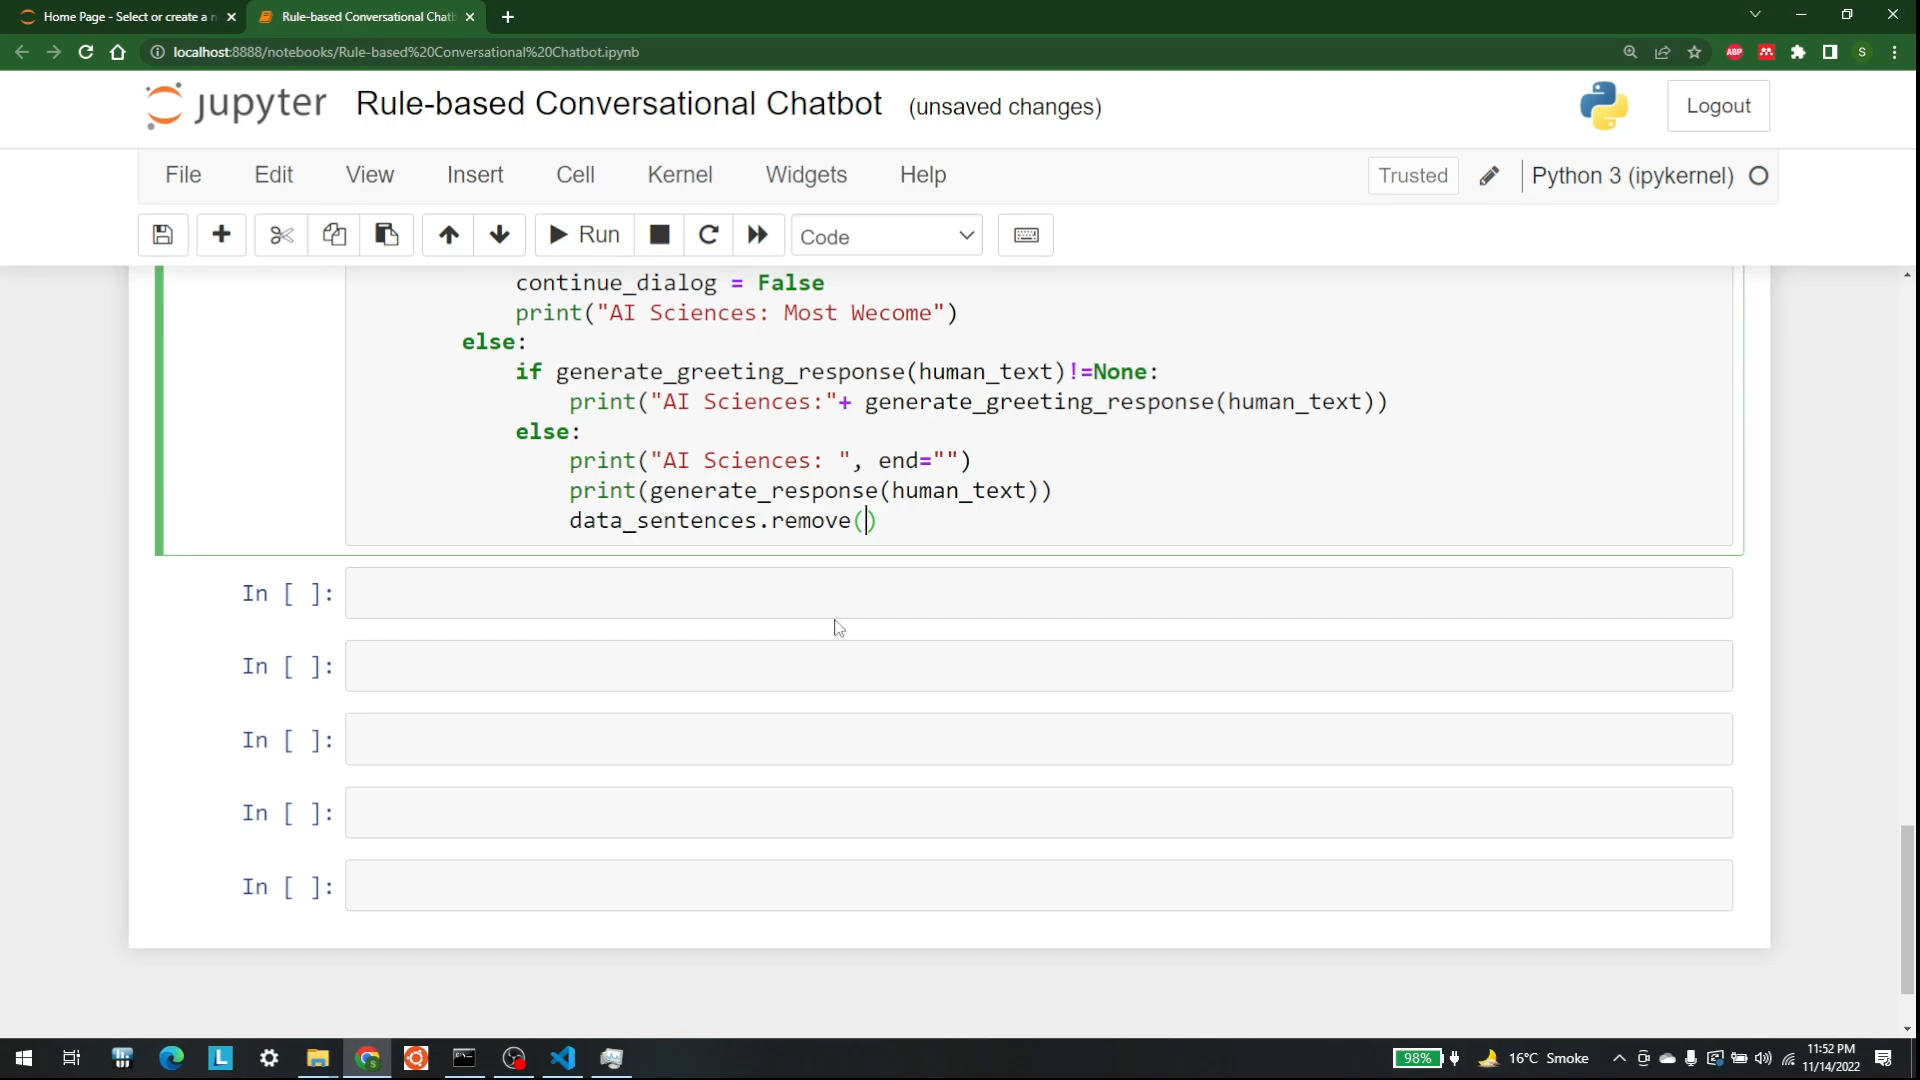 Home Page - Select or create a n
Rule-based Conversational Chatb
localhost:8888/notebooks/Rule-based%20Conversational%20Chatbot.ipynb
ABP
S
jupyter Rule-based Conversational Chatbot (unsaved changes)
Logout
File Edit View Insert Cell Kernel Widgets Help
Trusted
Python 3 (ipykernel)
Run
Code
continue_dialog = False
print("AI Sciences: Most Wecome")
else:
if generate_greeting_response(human_text)!=None:
print("AI Sciences:"+ generate_greeting_response(human_text))
else:
print("AI Sciences: ", end="")
print(generate_response(human_text))
data_sentences.remove()
In [ ]:
In [ ]:
In [ ]:
In [ ]:
In [ ]:
L
98%
16°C Smoke
11:52 PM
11/14/2022